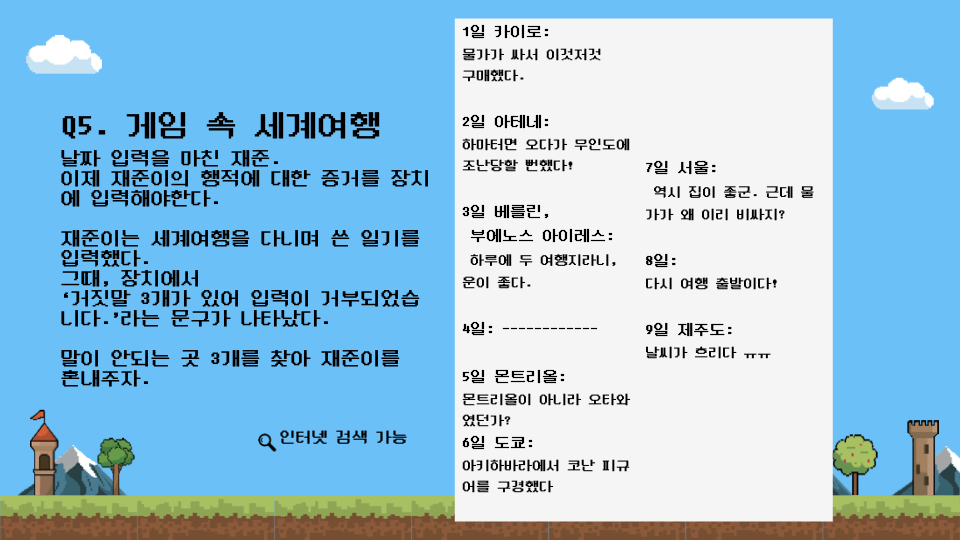 Q5. 게임 속 세계여행
날짜 입력을 마친 재준.
이제 재준이의 행적에 대한 증거를 장치
에 입력해야한다.
재준이는 세계여행을 다니며 쓴 일기를
입력했다.
그때, 장치에서
‘거짓말 3개가 있어 입력이 거부되었습
니다.’라는 문구가 나타났다.
말이 안되는 곳 3개를 찾아 재준이를
혼내주자.
인터넷 검색 가능
1일 카이로:
물가가 싸서 이것저것
구매했다.
2일 아테네:
하마터면 오다가 무인도에
조난당할 뻔했다!
3일 베를린,
부에노스 아이레스:
하루에 두 여행지라니,
운이 좋다.
4일: ------------
5일 몬트리올:
몬트리올이 아니라 오타와
였던가?
6일 도쿄:
아키하바라에서 코난 피규
어를 구경했다
7일 서울:
역시 집이 좋군. 근데 물
가가 왜 이리 비싸지?
8일:
다시 여행 출발이다!
9일 제주도:
날씨가 흐리다 ㅠㅠ